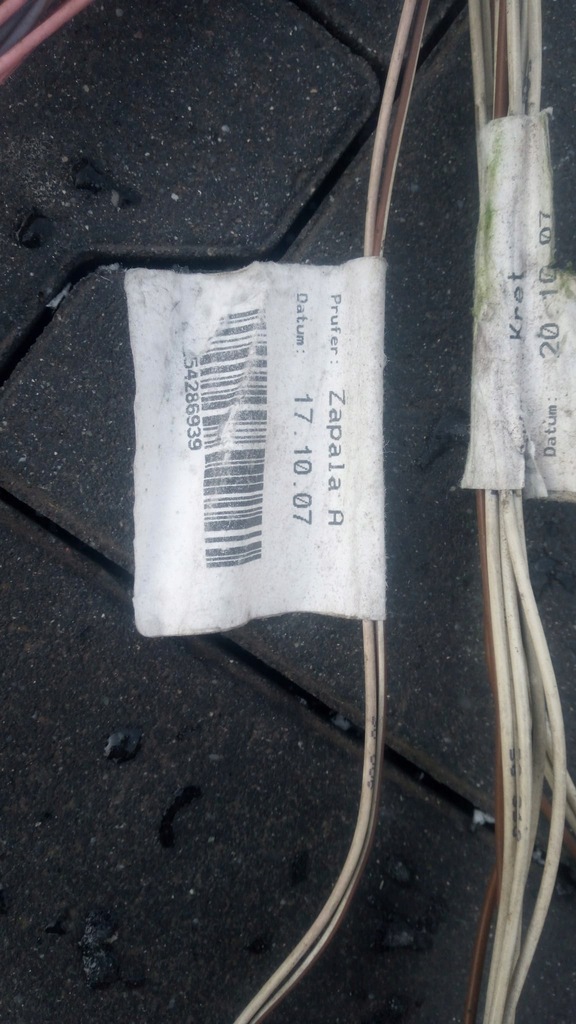 Prufer: Zapala A
Datum: 17.10.07
54286939
Kret
Datum: 20.10.07